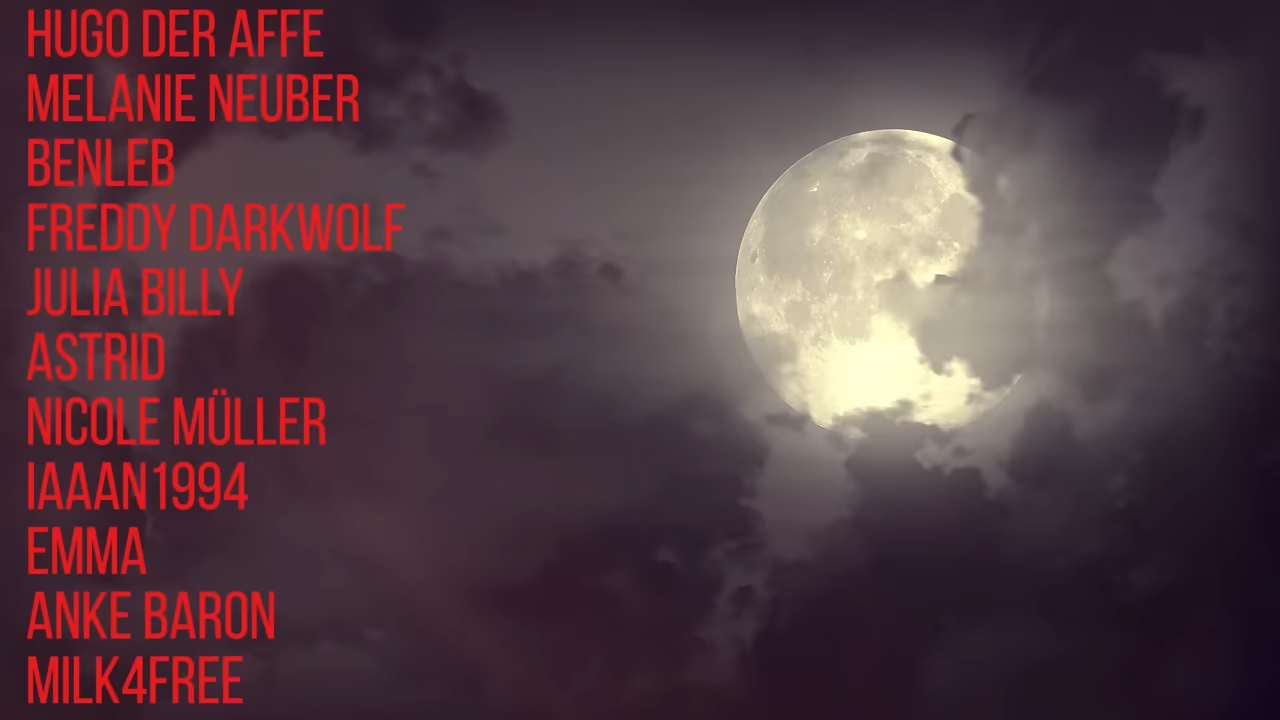 HUGO DER AFFE
MELANIE NEUBER
BENLEB
FREDDY DARKWOLF
JULIA BILLY
ASTRID
NICOLE MÜLLER
IAAAN1994
EMMA
ANKE BARON
MILK4FREE